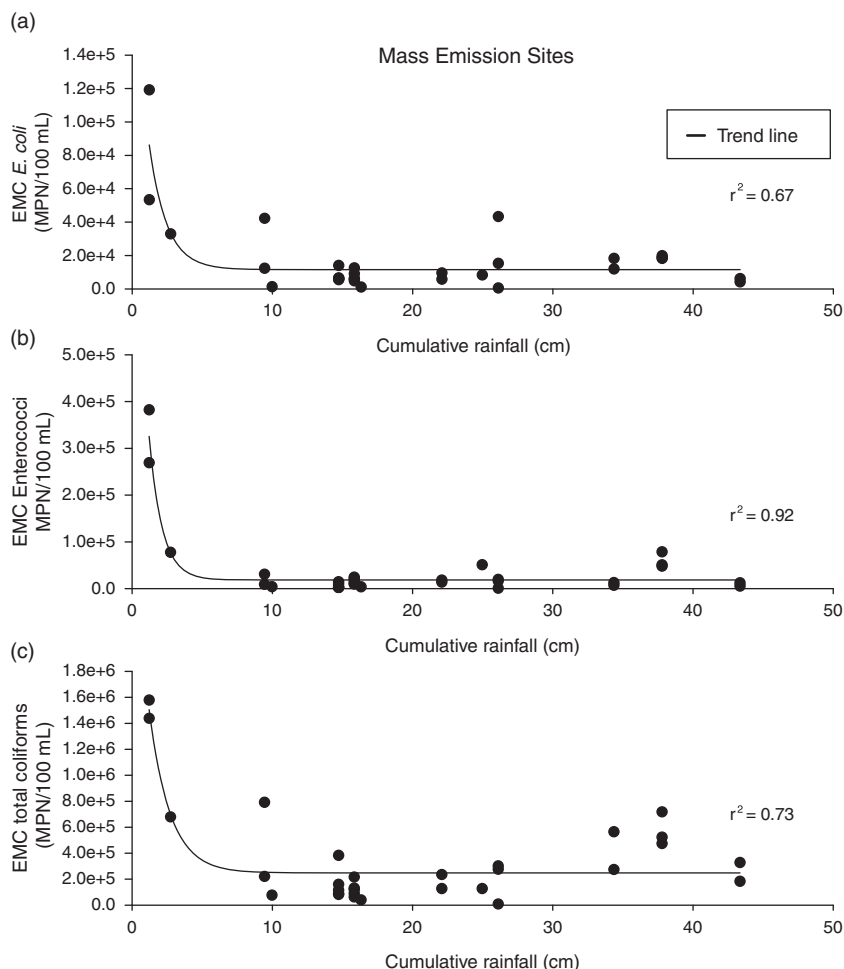 (a)
Mass Emission Sites
EMC E. coli
(MPN/100 mL)
1.4e+5
1.2e+5
1.0e+5
8.0e+4
6.0e+4
4.0e+4
2.0e+4
0.0
Trend line
r² = 0.67
0 10 20 30 40 50
Cumulative rainfall (cm)
(b)
EMC Enterococci
MPN/100 mL)
5.0e+5
4.0e+5
3.0e+5
2.0e+5
1.0e+5
0.0
r² = 0.92
0 10 20 30 40 50
Cumulative rainfall (cm)
(c)
EMC total coliforms
(MPN/100 mL)
1.8e+6
1.6e+6
1.4e+6
1.2e+6
1.0e+6
8.0e+5
6.0e+5
4.0e+5
2.0e+5
0.0
r² = 0.73
0 10 20 30 40 50
Cumulative rainfall (cm)